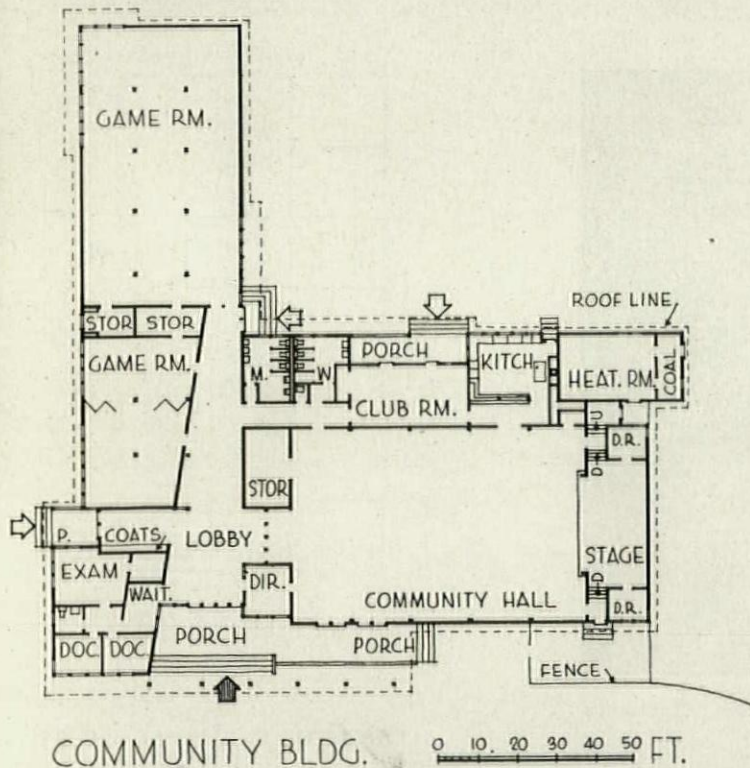 GAME RM.
STOR STOR
GAME RM.
M.
W
PORCH
CLUB RM.
KITCH.
ROOF LINE
HEAT. RM.
COAL
U
D
D.R.
STOR
P.
COATS
LOBBY
EXAM
WAIT.
DIR.
STAGE
D
D.R.
COMMUNITY HALL
DOC. DOC.
PORCH
PORCH
FENCE
COMMUNITY BLDG.
0 10 20 30 40 50 FT.